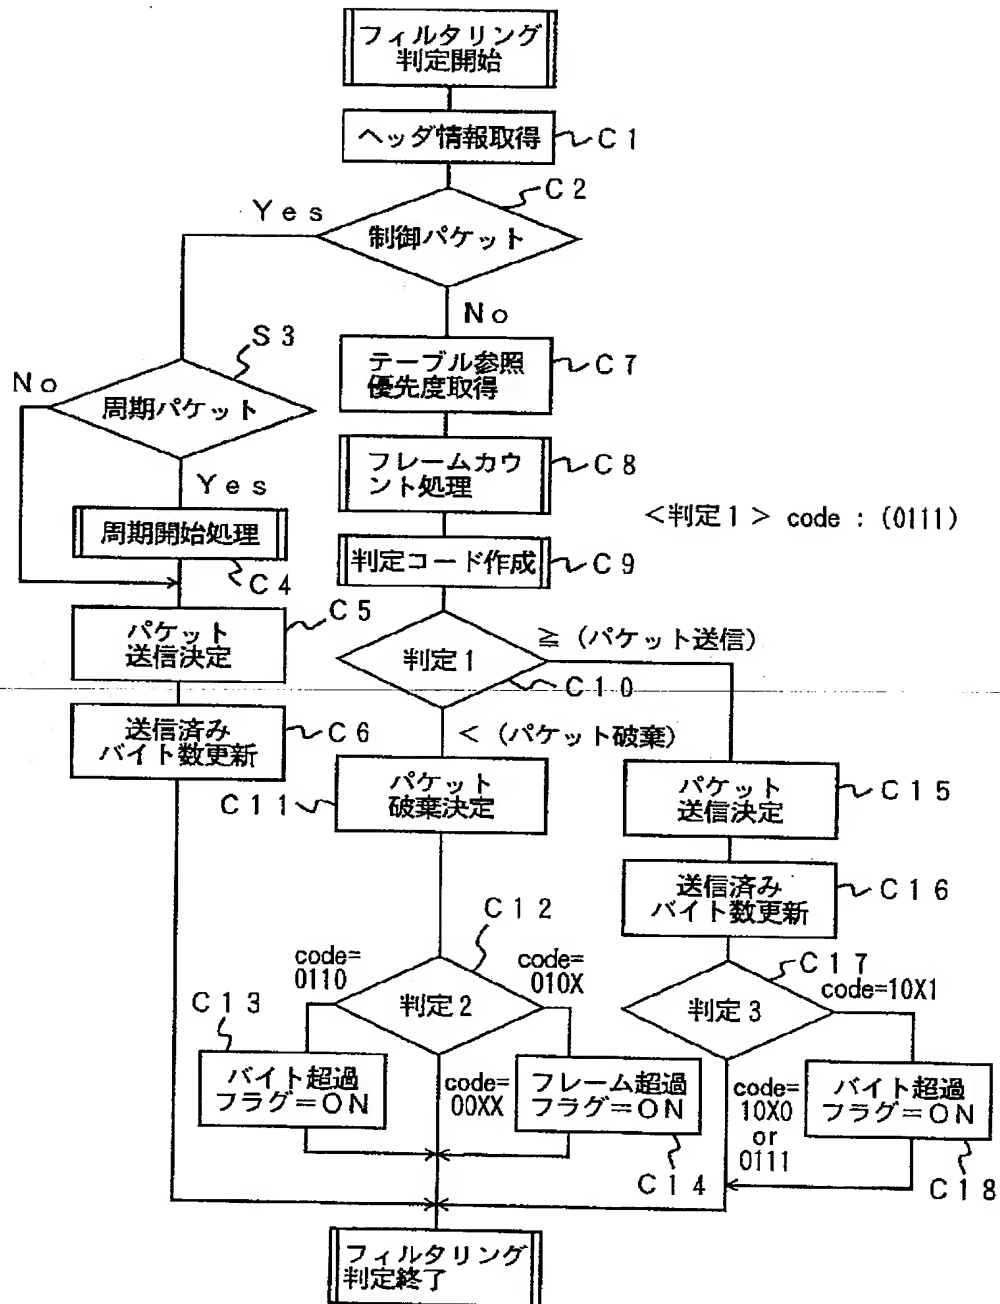 フィルタリング
判定開始
ヘッダ情報取得
C1
C2
Yes
制御パケット
No
S3
テーブル参照
優先度取得
C7
No
周期パケット
フレームカウ
ント処理
C8
Yes
<判定1> code : (0111)
周期開始処理
判定コード作成
C9
C4
C5
パケット
送信決定
≧ (パケット送信)
判定1
C10
送信済み
バイト数更新
C6
< (パケット破棄)
C11
パケット
破棄決定
パケット
送信決定
C15
送信済み
バイト数更新
C16
C12
code=
0110
code=
010X
C17
code=10X1
C13
判定2
判定3
バイト超過
フラグ=ON
code=
00XX
フレーム超過
フラグ=ON
code=
10X0
or
0111
バイト超過
フラグ=ON
C14
C18
フィルタリング
判定終了